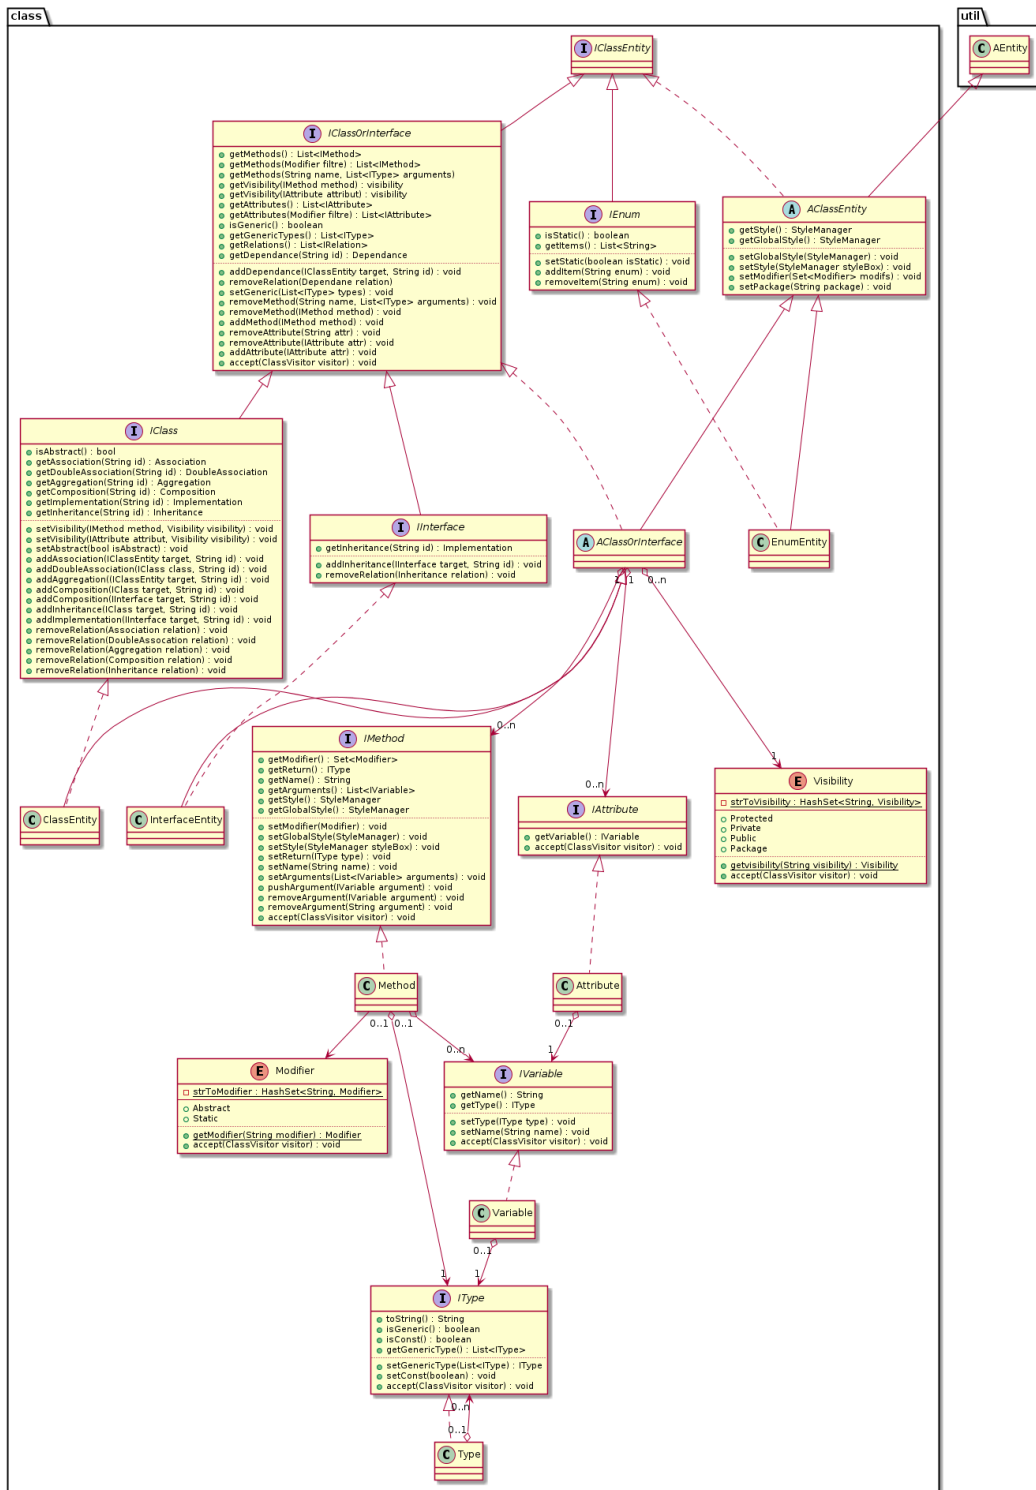 class
util
I IClassEntity
C AEntity
I IClassOrInterface
getMethods() : List<IMethod>
getMethods(Modifier filtre) : List<IMethod>
getMethods(String name, List<IType> arguments)
getVisibility(IMethod method) : visibility
getVisibility(IAttribute attribut) : visibility
getAttributes() : List<IAttribute>
getAttributes(Modifier filtre) : List<IAttribute>
isGeneric() : boolean
getGenericTypes() : List<IType>
getRelations() : List<IRelation>
getDependance(String id) : Dependance
addDependance(IClassEntity target, String id) : void
removeRelation(Dependane relation)
setGeneric(List<IType> types) : void
removeMethod(String name, List<IType> arguments) : void
removeMethod(IMethod method) : void
addMethod(IMethod method) : void
removeAttribute(String attr) : void
removeAttribute(IAttribute attr) : void
addAttribute(IAttribute attr) : void
accept(ClassVisitor visitor) : void
I IEnum
isStatic() : boolean
getItems() : List<String>
setStatic(boolean isStatic) : void
addItem(String enum) : void
removeItem(String enum) : void
A AClassEntity
getStyle() : StyleManager
getGlobalStyle() : StyleManager
setGlobalStyle(StyleManager) : void
setStyle(StyleManager styleBox) : void
setModifier(Set<Modifier> modifs) : void
setPackage(String package) : void
I IClass
isAbstract() : bool
getAssociation(String id) : Association
getDoubleAssociation(String id) : DoubleAssociation
getAggregation(String id) : Aggregation
getComposition(String id) : Composition
getImplementation(String id) : Implementation
getInheritance(String id) : Inheritance
setVisibility(IMethod method, Visibility visibility) : void
setVisibility(IAttribute attribut, Visibility visibility) : void
setAbstract(bool isAbstract) : void
addAssociation(IClassEntity target, String id) : void
addDoubleAssociation(IClass class, String id) : void
addAggregation((IClassEntity target, String id) : void
addComposition(IClass target, String id) : void
addComposition(IInterface target, String id) : void
addInheritance(IClass target, String id) : void
addImplementation(IInterface target, String id) : void
removeRelation(Association relation) : void
removeRelation(DoubleAssocation relation) : void
removeRelation(Aggregation relation) : void
removeRelation(Composition relation) : void
removeRelation(Inheritance relation) : void
I IInterface
getInheritance(String id) : Implementation
addInheritance(IInterface target, String id) : void
removeRelation(Inheritance relation) : void
A AClassOrInterface
C EnumEntity
1 1 0..n
0..n
0..n
1
C ClassEntity
C InterfaceEntity
I IMethod
getModifier() : Set<Modifier>
getReturn() : IType
getName() : String
getArguments() : List<IVariable>
getStyle() : StyleManager
getGlobalStyle() : StyleManager
setModifier(Modifier) : void
setGlobalStyle(StyleManager) : void
setStyle(StyleManager styleBox) : void
setReturn(IType type) : void
setName(String name) : void
setArguments(List<IVariable> arguments) : void
pushArgument(IVariable argument) : void
removeArgument(IVariable argument) : void
removeArgument(String argument) : void
accept(ClassVisitor visitor) : void
I IAttribute
getVariable() : IVariable
accept(ClassVisitor visitor) : void
E Visibility
strToVisibility : HashSet<String, Visibility>
Protected
Private
Public
Package
getvisibility(String visibility) : Visibility
accept(ClassVisitor visitor) : void
C Method
C Attribute
0..1 0..1
0..1
0..n
1
E Modifier
strToModifier : HashSet<String, Modifier>
Abstract
Static
getModifier(String modifier) : Modifier
accept(ClassVisitor visitor) : void
I IVariable
getName() : String
getType() : IType
setType(IType type) : void
setName(String name) : void
accept(ClassVisitor visitor) : void
C Variable
0..1
1
1
I IType
toString() : String
isGeneric() : boolean
isConst() : boolean
getGenericType() : List<IType>
setGenericType(List<IType) : IType
setConst(boolean) : void
accept(ClassVisitor visitor) : void
0..n
0..1
C Type